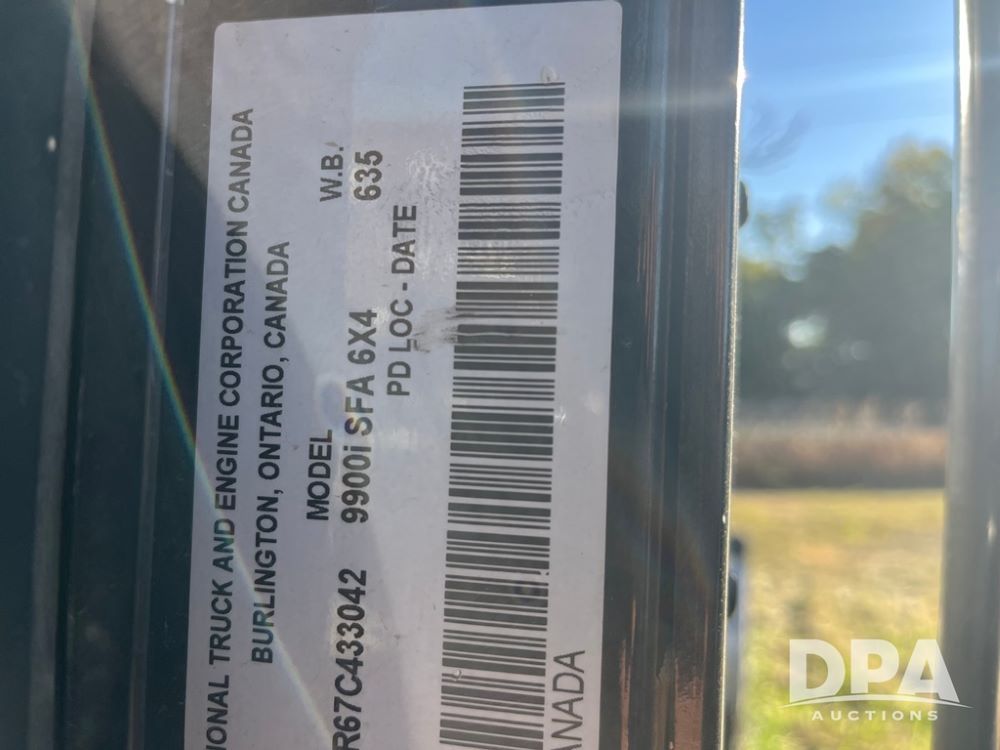 IONAL TRUCK AND ENGINE CORPORATION CANADA
BURLINGTON, ONTARIO, CANADA
MODEL W.B.
R67C433042 9900i SFA 6X4 635
PD LOC - DATE
ANADA
DPA
AUCTIONS